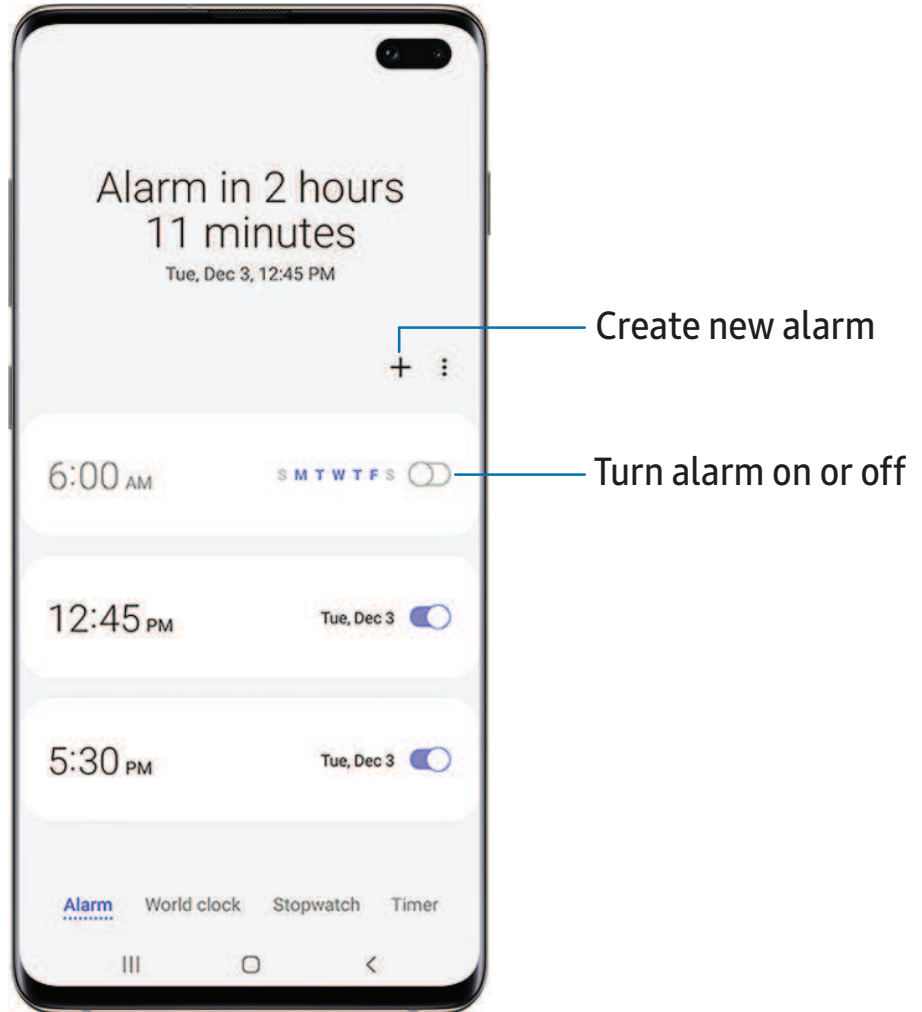 Alarm in 2 hours
11 minutes
Tue, Dec 3, 12:45 PM
Create new alarm
6:00 AM S M T W T F S
Turn alarm on or off
12:45 PM Tue, Dec 3
5:30 PM Tue, Dec 3
Alarm World clock Stopwatch Timer